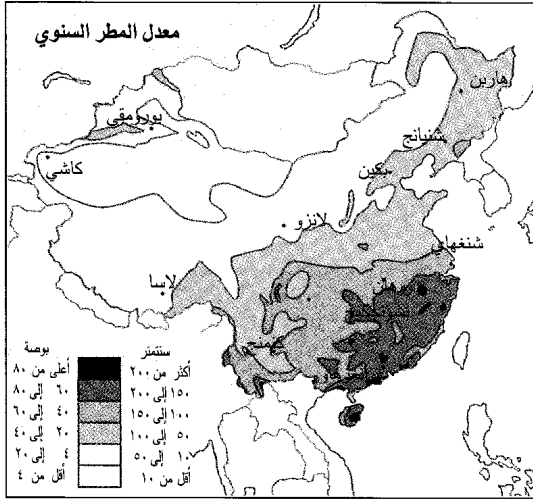 معدل المطر السنوي
هاربن
يورومقي
شنيانج
كاشي
بكين
لانزو
شنغهاي
لاسا
سنتمتر
بوصة
أكثر من ٢٠٠
أعلى من ٨٠
١٥٠ إلى ٢٠٠
٦٠ إلى ٨٠
١٠٠ إلى ١٥٠
٤٠ إلى ٦٠
٥٠ إلى ١٠٠
٢٠ إلى ٤٠
١٠ إلى ٥٠
٤ إلى ٢٠
أقل من ١٠
أقل من ٤